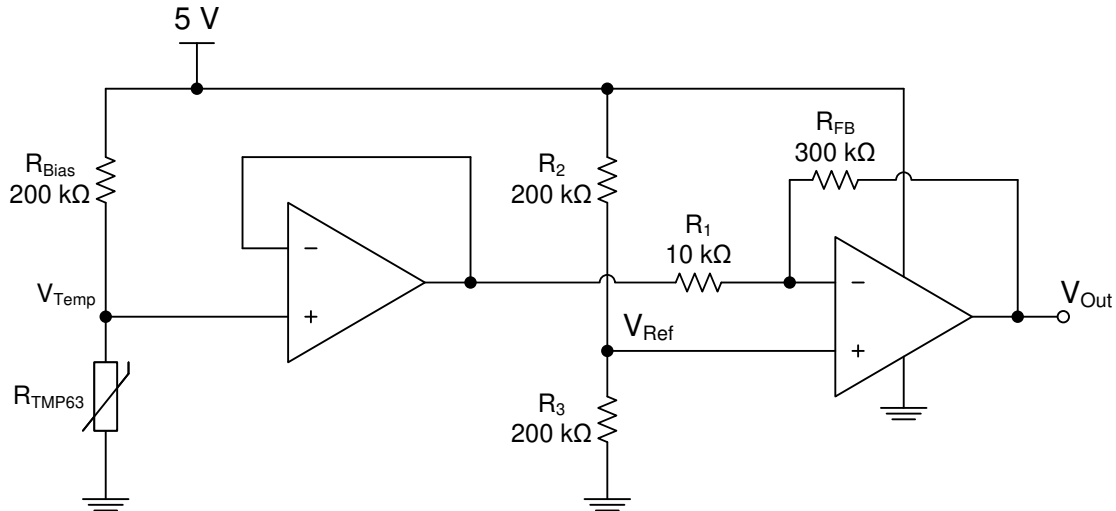 5 V
R_Bias
200 kΩ
R_2
200 kΩ
R_FB
300 kΩ
R_1
10 kΩ
−
+
V_Temp
−
+
V_Out
V_Ref
R_TMP63
R_3
200 kΩ